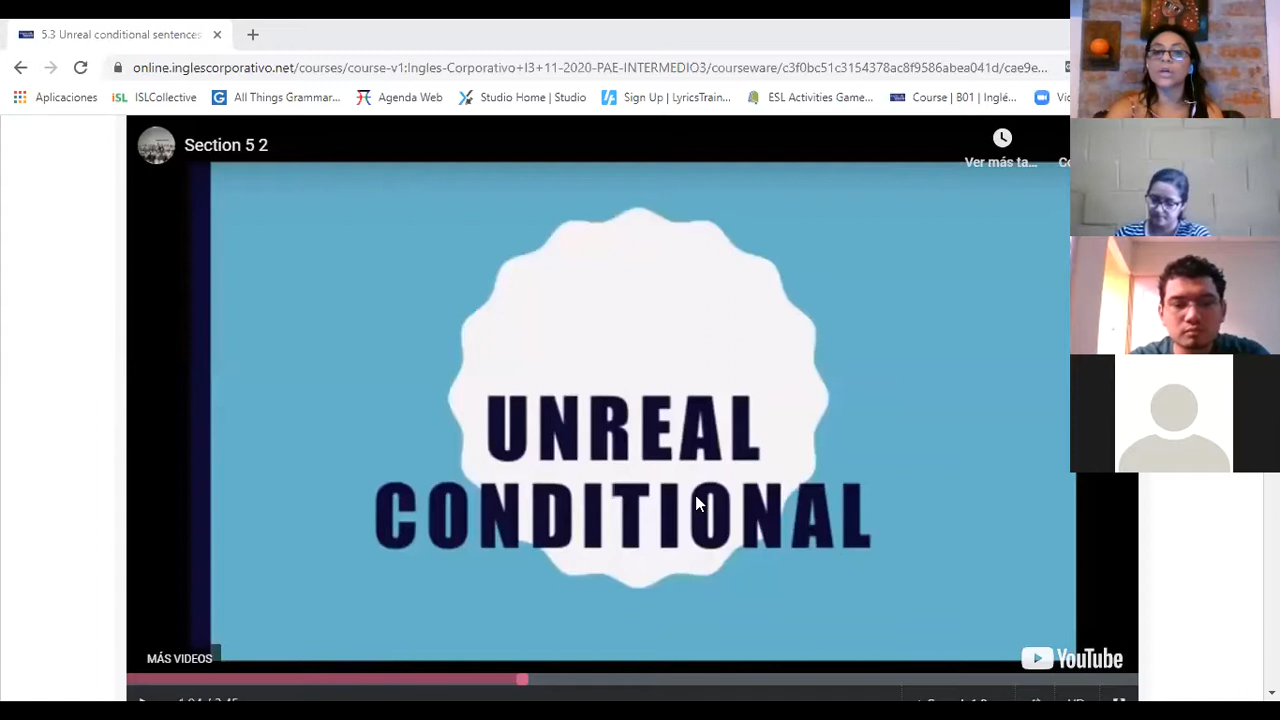 5.3 Unreal conditional sentences
online.inglescorporativo.net/courses/course-v1:Ingles-Corporativo+I3+11-2020-PAE-INTERMEDIO3/courseware/c3f0bc51c3154378ac8f9586abea041d/cae9e...
Aplicaciones ISLCollective All Things Grammar... Agenda Web Studio Home | Studio Sign Up | LyricsTrain... ESL Activities Game... Course | B01 | Inglé...
Section 5 2
Ver más ta...
UNREAL
CONDITIONAL
MÁS VIDEOS
YouTube